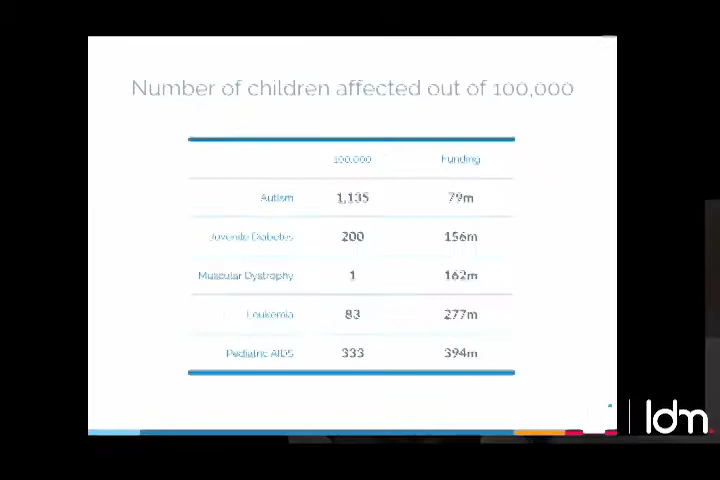 Number of children affected out of 100,000
100,000 Funding
Autism 1,135 79m
Juvenile Diabetes 200 156m
Muscular Dystrophy 1 162m
Leukemia 83 277m
Pediatric AIDS 333 394m
ldm